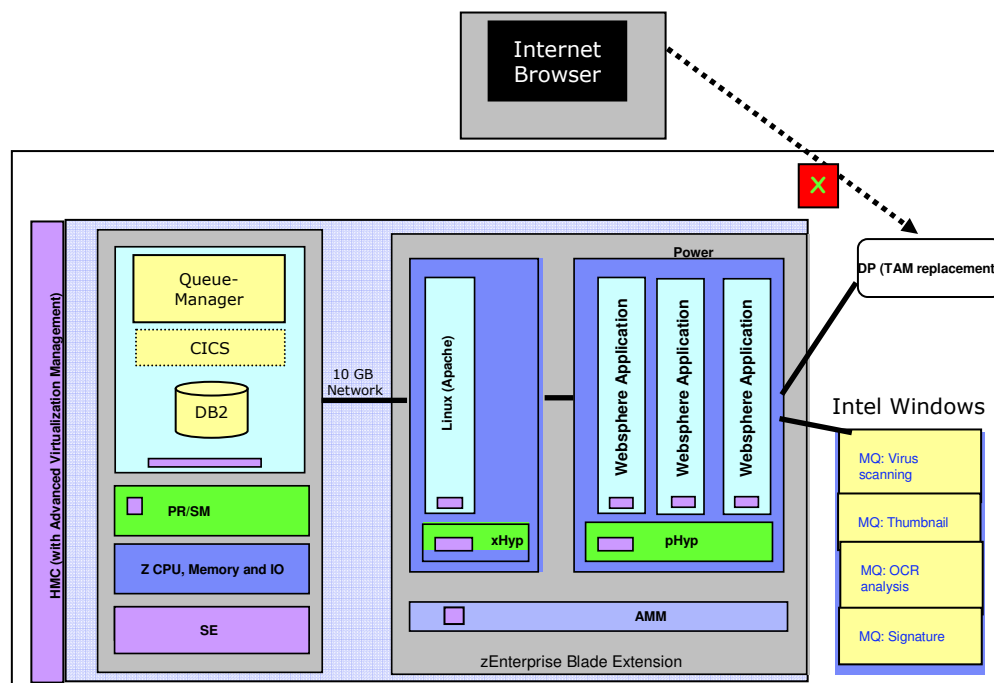 Internet
Browser
X
HMC (with Advanced Virtualization Management)
Queue-
Manager
CICS
DB2
PR/SM
Z CPU, Memory and IO
SE
10 GB
Network
Linux (Apache)
xHyp
Power
Websphere Application
Websphere Application
Websphere Application
pHyp
AMM
zEnterprise Blade Extension
DP (TAM replacement
Intel Windows
MQ: Virus
scanning
MQ: Thumbnail
MQ: OCR
analysis
MQ: Signature